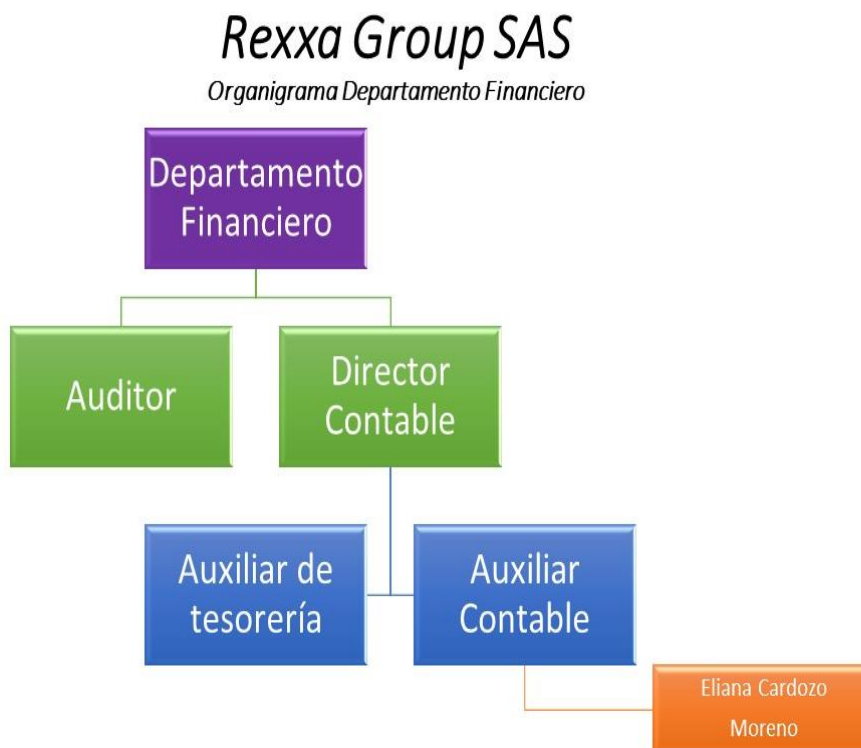 Rexxa Group SAS
Organigrama Departamento Financiero
Departamento
Financiero
Auditor
Director
Contable
Auxiliar de
tesorería
Auxiliar
Contable
Eliana Cardozo
Moreno